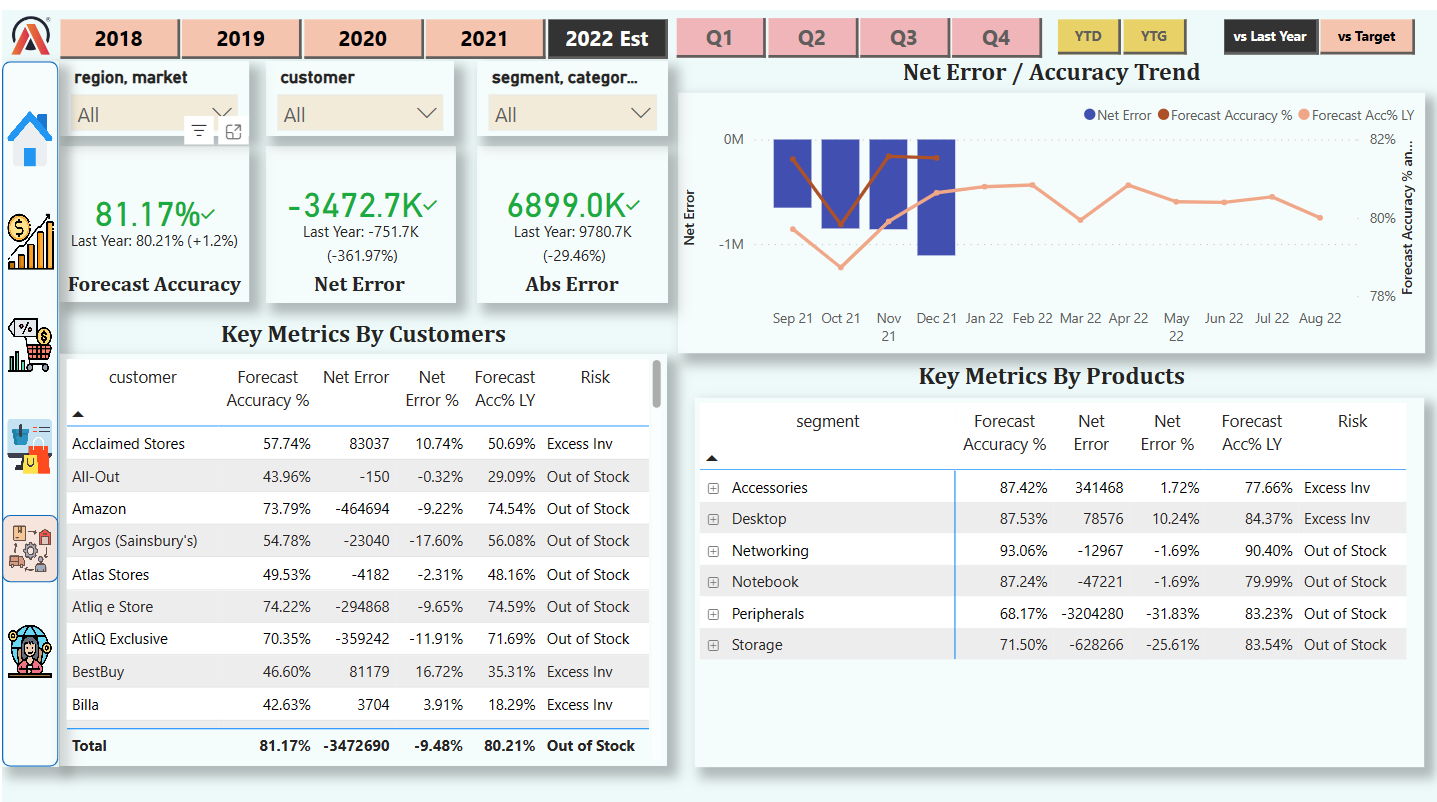 2018 2019 2020 2021 2022 Est Q1 Q2 Q3 Q4 YTD YTG vs Last Year vs Target
region, market
All
customer
All
segment, categor...
All
81.17%
Last Year: 80.21% (+1.2%)
Forecast Accuracy
-3472.7K
Last Year: -751.7K
(-361.97%)
Net Error
6899.0K
Last Year: 9780.7K
(-29.46%)
Abs Error
Net Error / Accuracy Trend
Net Error Forecast Accuracy % Forecast Acc% LY
0M
-1M
Net Error
82%
80%
78%
Forecast Accuracy % an...
Sep 21 Oct 21 Nov 21 Dec 21 Jan 22 Feb 22 Mar 22 Apr 22 May 22 Jun 22 Jul 22 Aug 22
Key Metrics By Customers
customer Forecast Accuracy % Net Error Net Error % Forecast Acc% LY Risk
Acclaimed Stores 57.74% 83037 10.74% 50.69% Excess Inv
All-Out 43.96% -150 -0.32% 29.09% Out of Stock
Amazon 73.79% -464694 -9.22% 74.54% Out of Stock
Argos (Sainsbury's) 54.78% -23040 -17.60% 56.08% Out of Stock
Atlas Stores 49.53% -4182 -2.31% 48.16% Out of Stock
Atliq e Store 74.22% -294868 -9.65% 74.59% Out of Stock
AtliQ Exclusive 70.35% -359242 -11.91% 71.69% Out of Stock
BestBuy 46.60% 81179 16.72% 35.31% Excess Inv
Billa 42.63% 3704 3.91% 18.29% Excess Inv
Total 81.17% -3472690 -9.48% 80.21% Out of Stock
Key Metrics By Products
segment Forecast Accuracy % Net Error Net Error % Forecast Acc% LY Risk
Accessories 87.42% 341468 1.72% 77.66% Excess Inv
Desktop 87.53% 78576 10.24% 84.37% Excess Inv
Networking 93.06% -12967 -1.69% 90.40% Out of Stock
Notebook 87.24% -47221 -1.69% 79.99% Out of Stock
Peripherals 68.17% -3204280 -31.83% 83.23% Out of Stock
Storage 71.50% -628266 -25.61% 83.54% Out of Stock